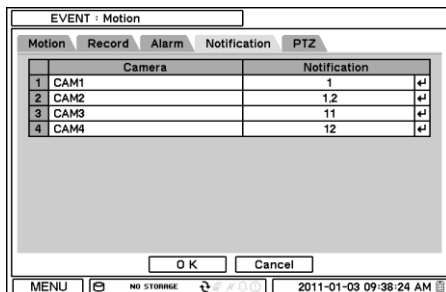 EVENT : Motion
Motion Record Alarm Notification PTZ
Camera Notification
1 CAM1 1
2 CAM2 1,2
3 CAM3 11
4 CAM4 12
OK Cancel
MENU NO STORAGE 2011-01-03 09:38:24 AM